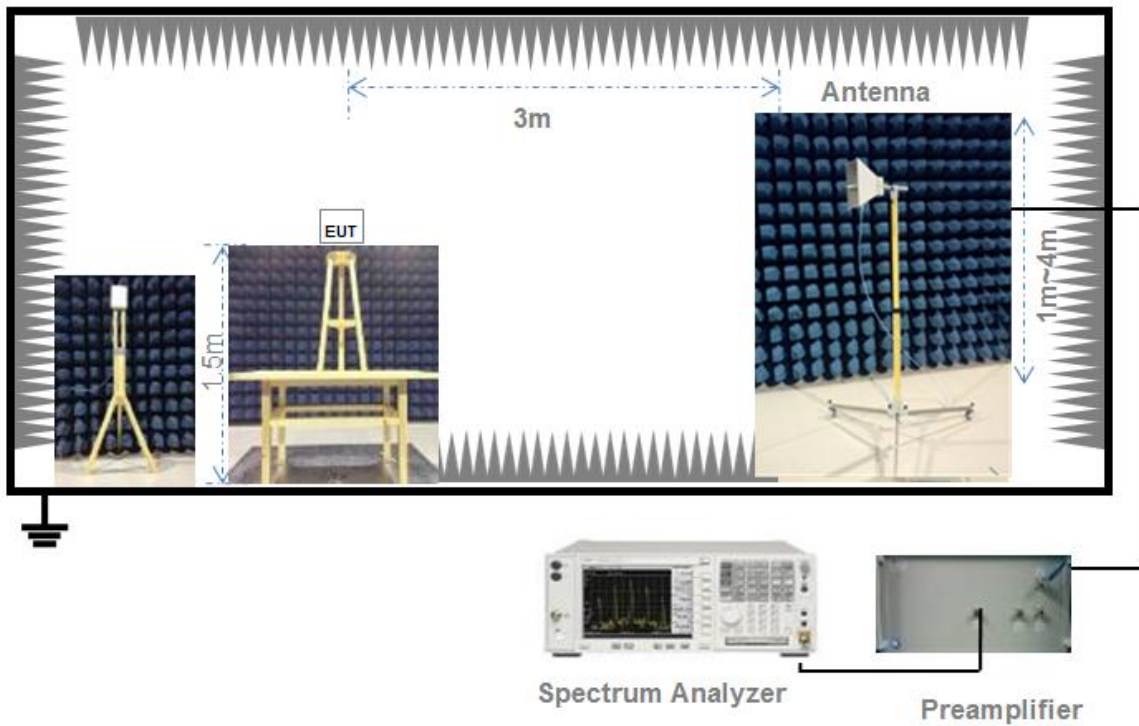 3m
Antenna
EUT
1.5m
1m~4m
Spectrum Analyzer
Preamplifier